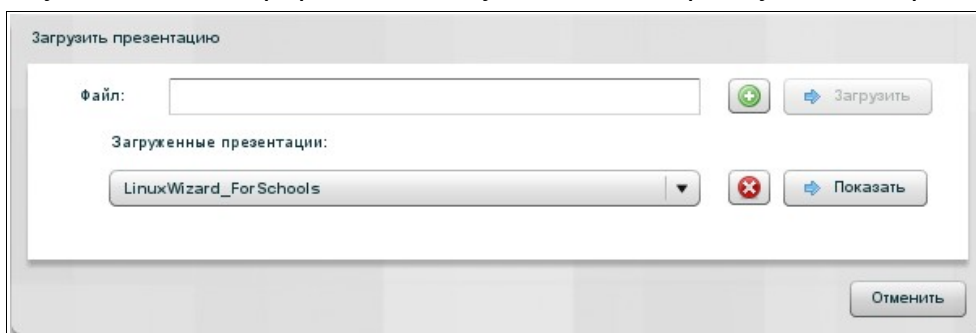 Загрузить презентацию
Файл:
Загрузить
Загруженные презентации:
LinuxWizard_ForSchools
Показать
Отменить